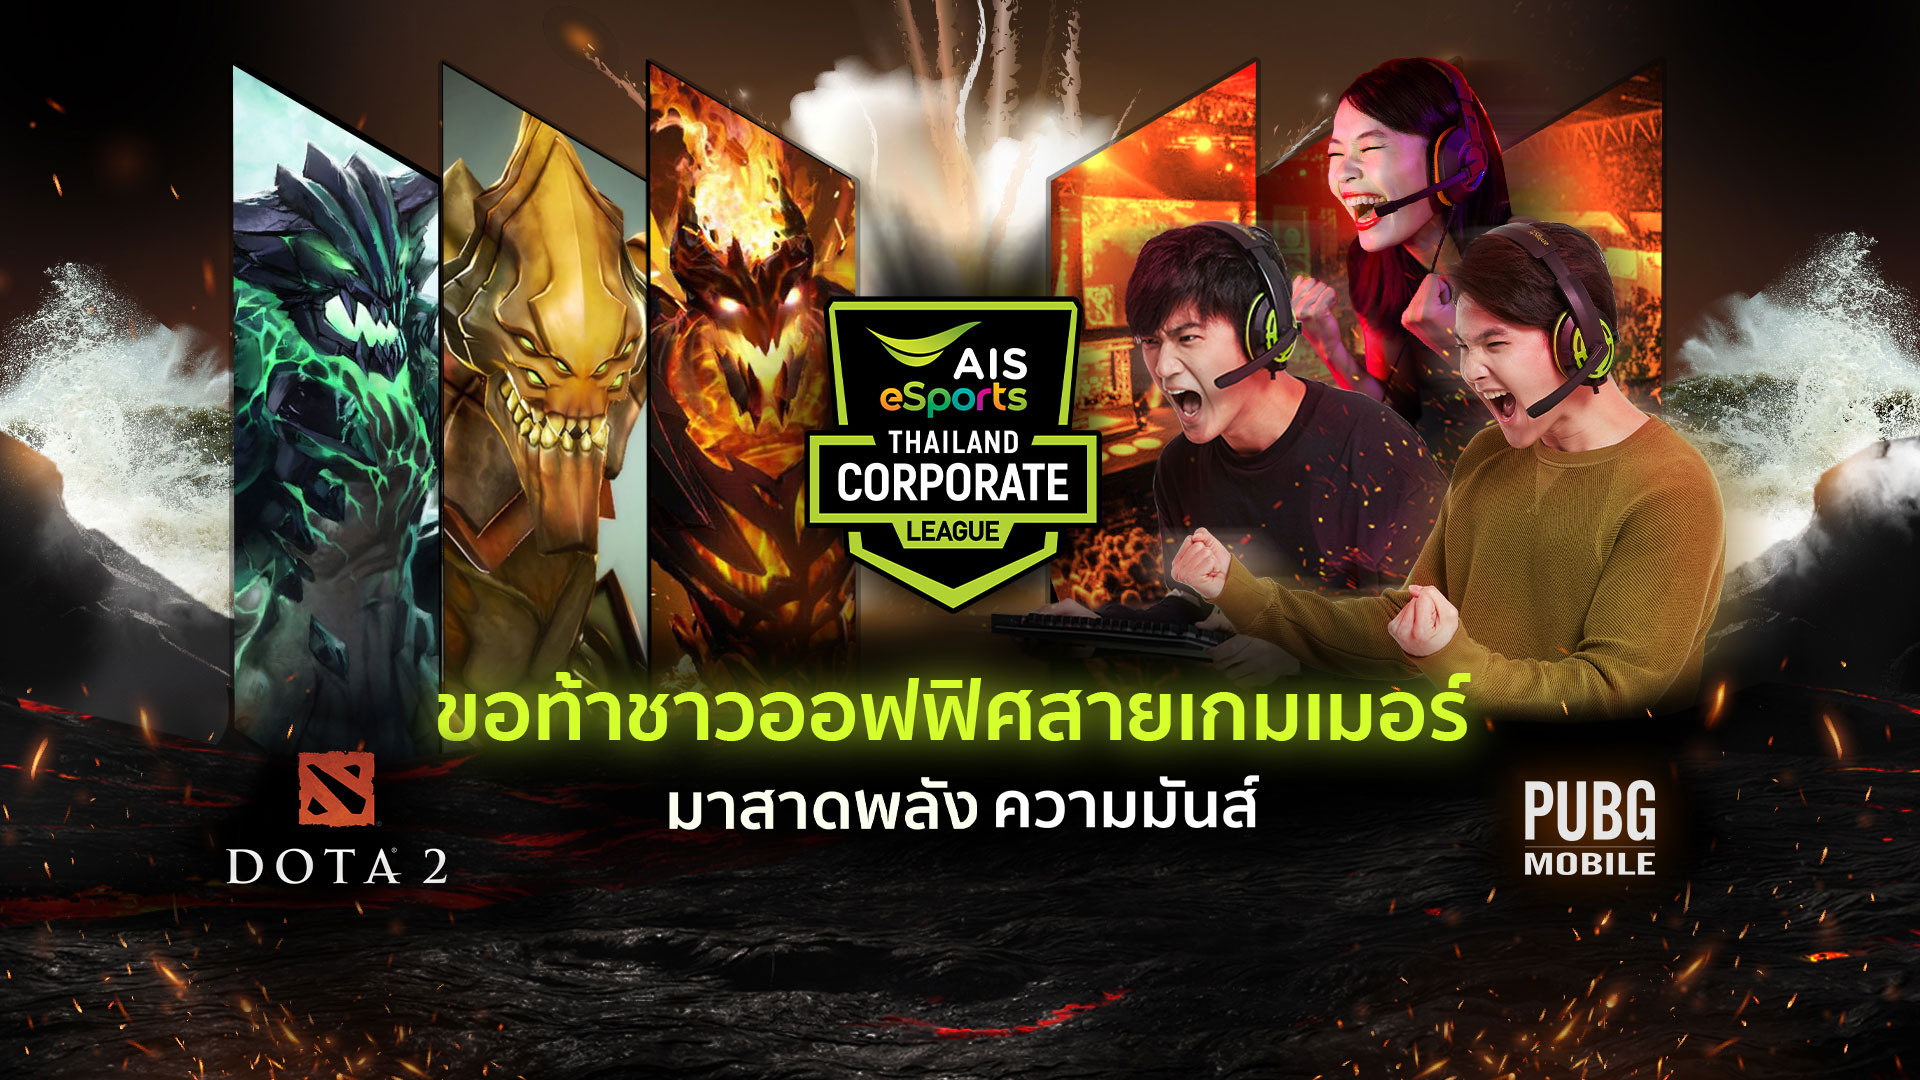 AIS
eSports
THAILAND
CORPORATE
LEAGUE
ขอท้าชาวออฟฟิศสายเกมเมอร์
มาสาดพลัง ความมันส์
DOTA 2
PUBG
MOBILE